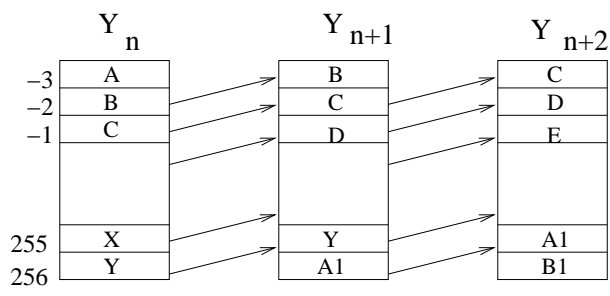 Y n Y n+1 Y n+2
−3 A B C
−2 B C D
−1 C D E
255 X Y A1
256 Y A1 B1